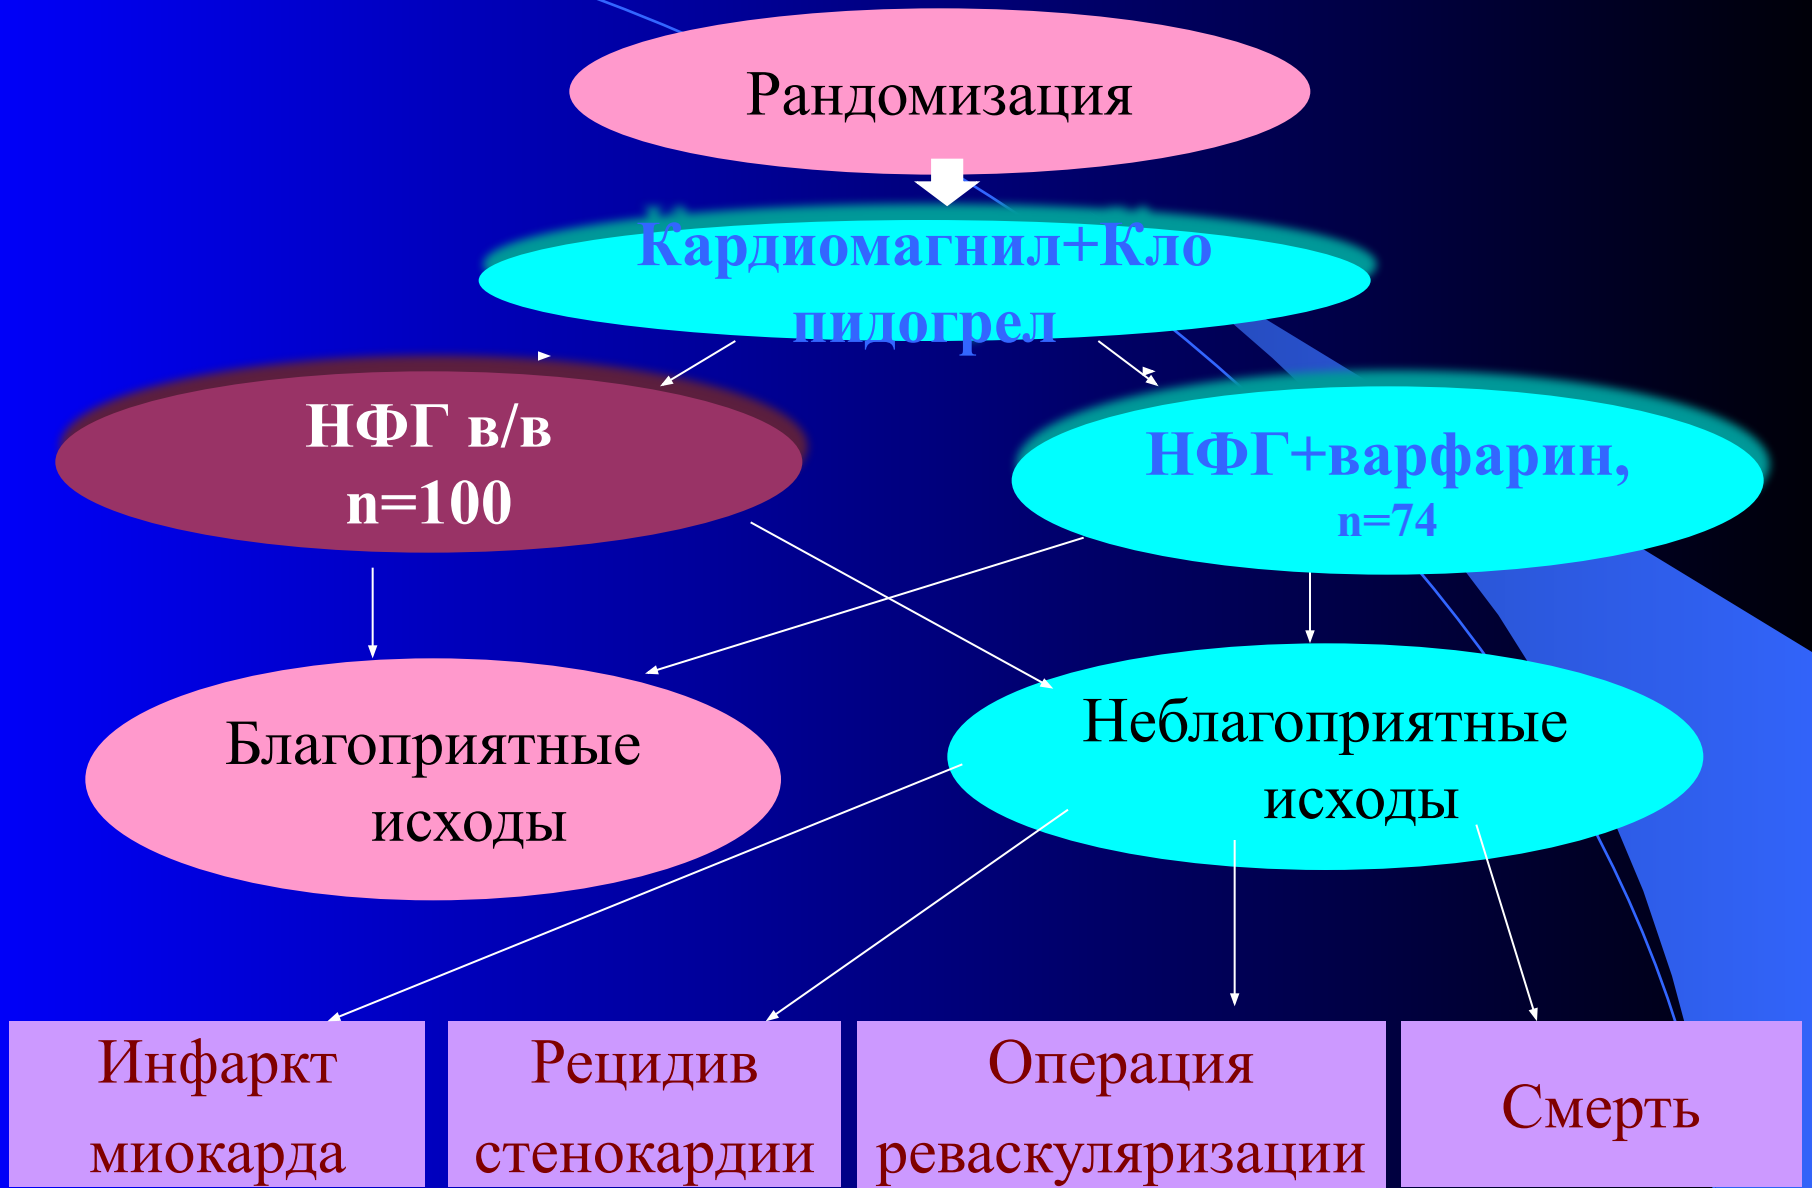 Рандомизация
Кардиомагнил+Кло
пидогрел
НФГ в/в
n=100
НФГ+варфарин,
n=74
Благоприятные
исходы
Неблагоприятные
исходы
Инфаркт
миокарда
Рецидив
стенокардии
Операция
реваскуляризации
Смерть